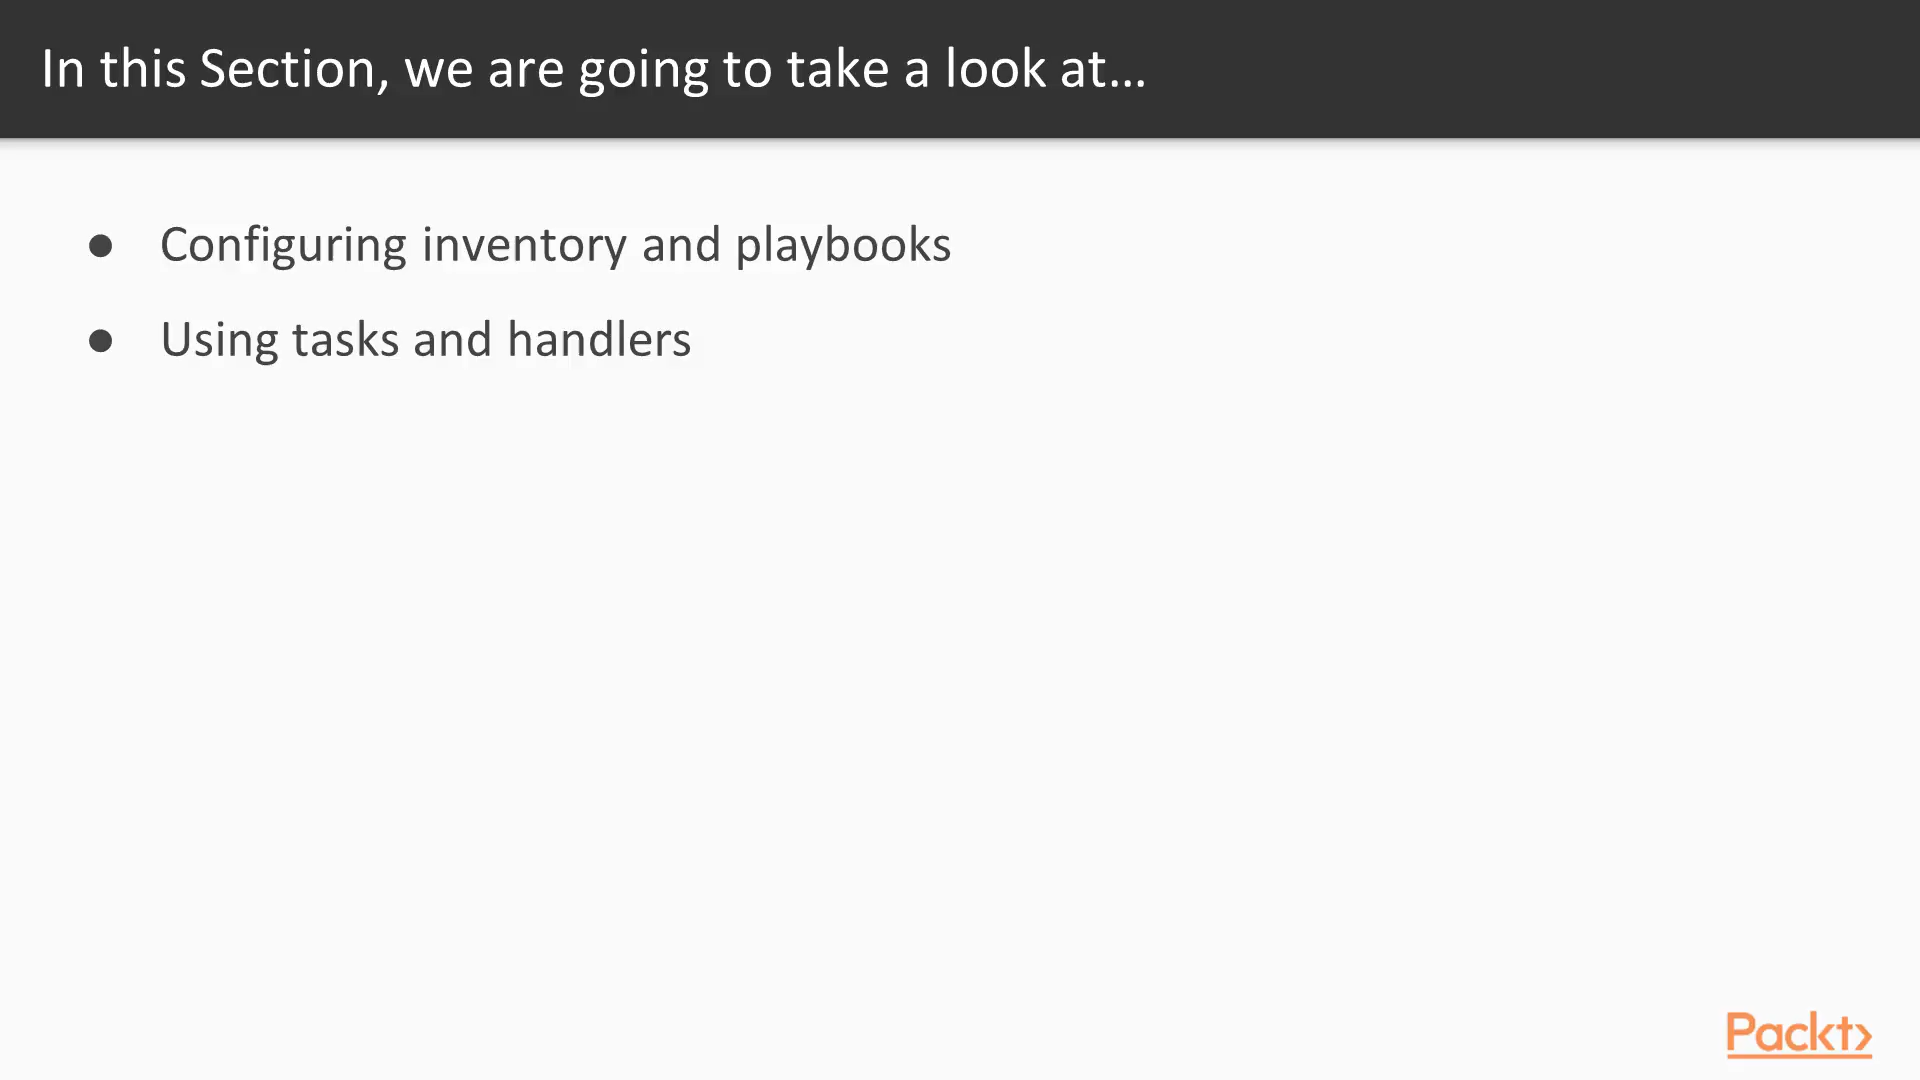 In this Section, we are going to take a look at...
● Configuring inventory and playbooks
● Using tasks and handlers
Packt>